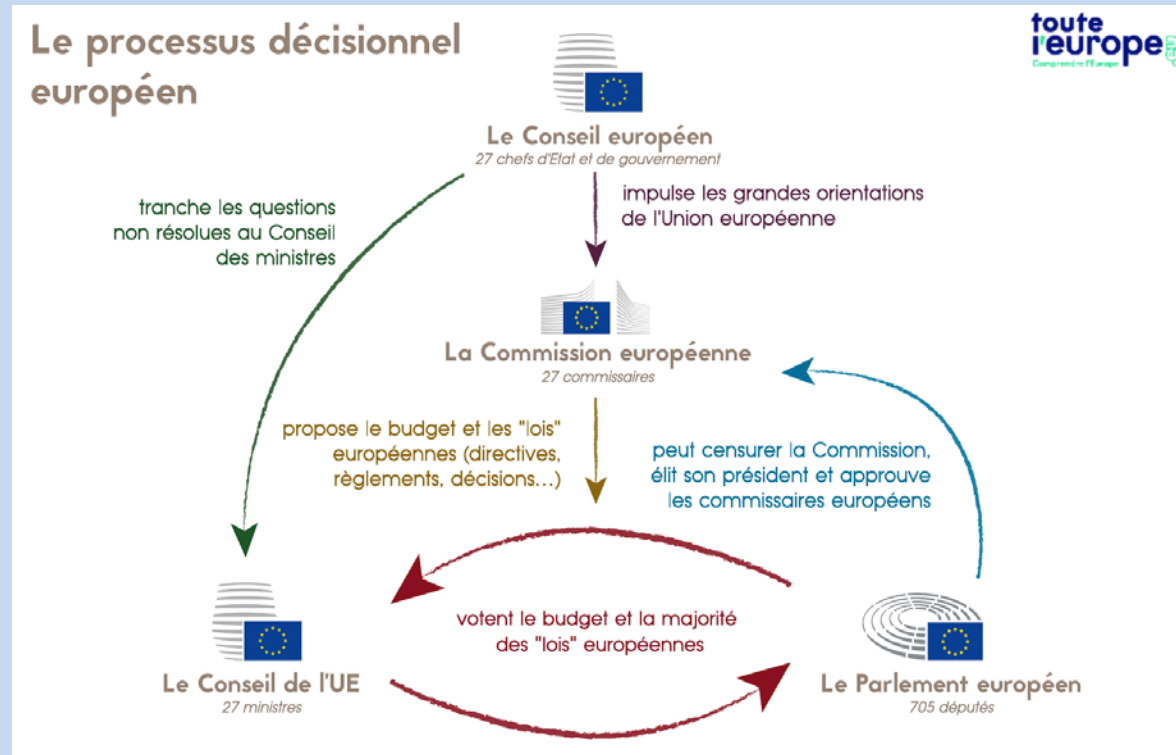 Le processus décisionnel
européen
toute
l'europe
.eu
Comprendre l'Europe
Le Conseil européen
27 chefs d'Etat et de gouvernement
tranche les questions
non résolues au Conseil
des ministres
impulse les grandes orientations
de l'Union européenne
La Commission européenne
27 commissaires
propose le budget et les "lois"
européennes (directives,
règlements, décisions...)
peut censurer la Commission,
élit son président et approuve
les commissaires européens
votent le budget et la majorité
des "lois" européennes
Le Conseil de l'UE
27 ministres
Le Parlement européen
705 députés